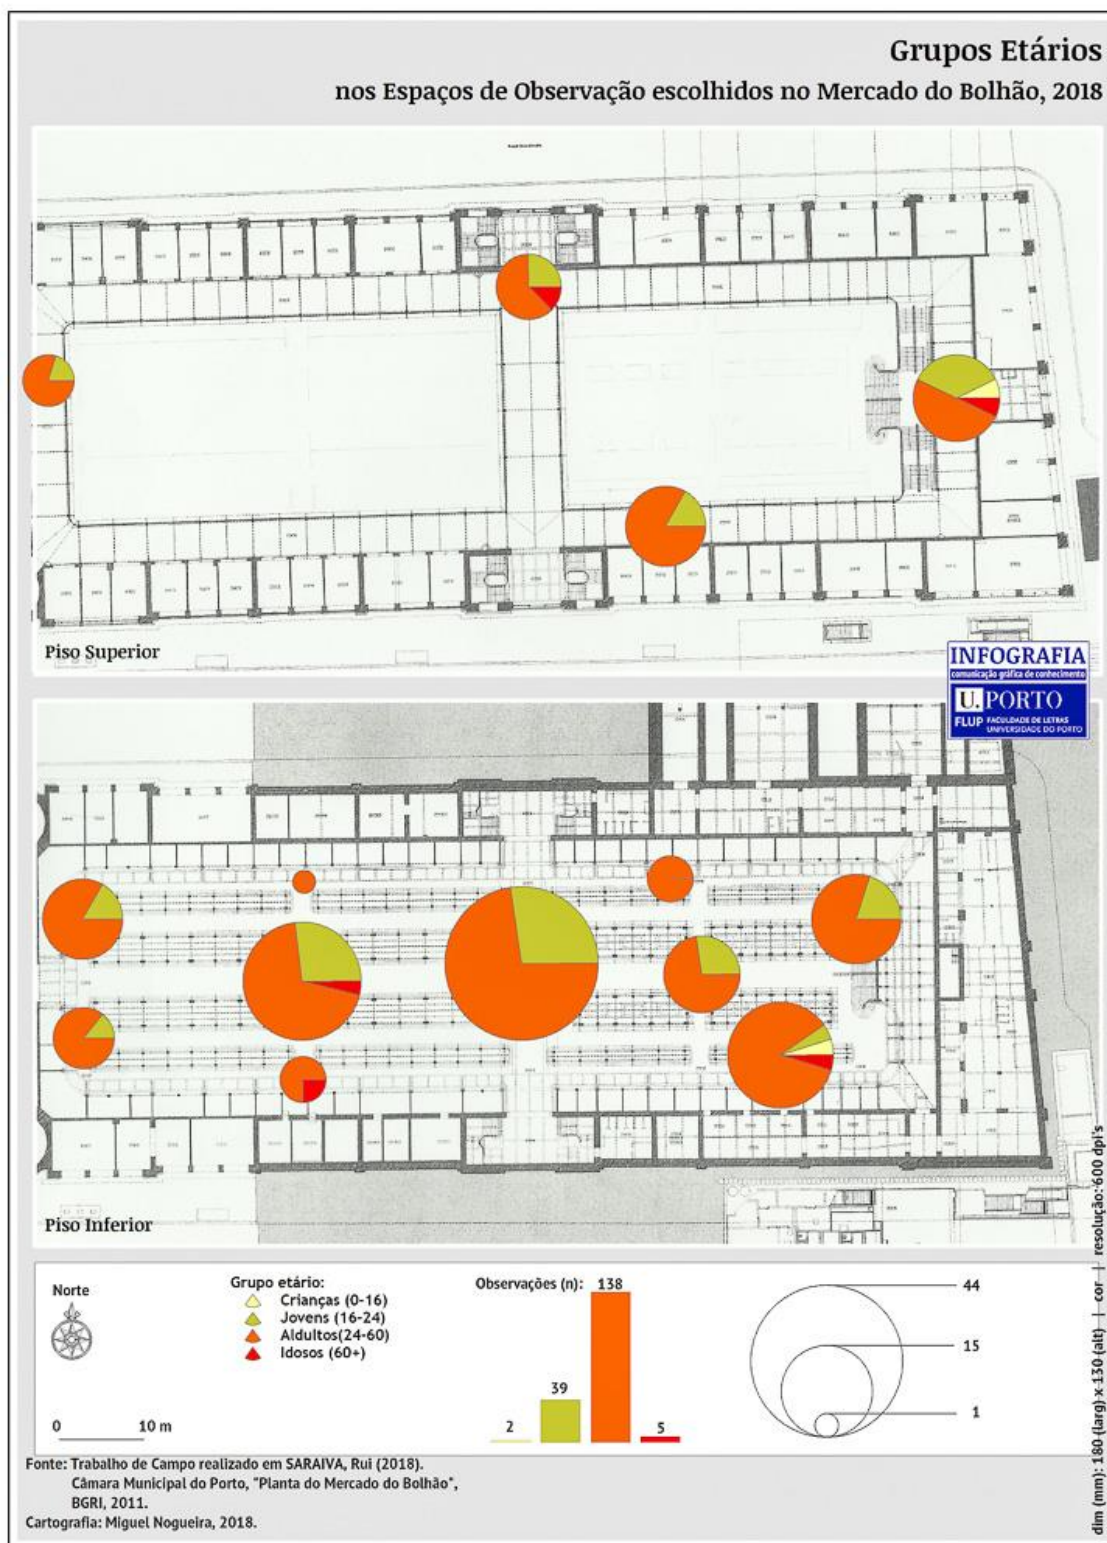 Grupos Etários
nos Espaços de Observação escolhidos no Mercado do Bolhão, 2018
Piso Superior
INFOGRAFIA
comunicação gráfica de conhecimento
U. PORTO
FLUP FACULDADE DE LETRAS
UNIVERSIDADE DO PORTO
Piso Inferior
Norte
0 10 m
Grupo etário:
Crianças (0-16)
Jovens (16-24)
Aldultos(24-60)
Idosos (60+)
Observações (n): 138
39
2
5
44
15
1
Fonte: Trabalho de Campo realizado em SARAIVA, Rui (2018).
Câmara Municipal do Porto, "Planta do Mercado do Bolhão",
BGRI, 2011.
Cartografia: Miguel Nogueira, 2018.
dim (mm): 180 (larg) x 130 (alt) | cor | resolução: 600 dpi's